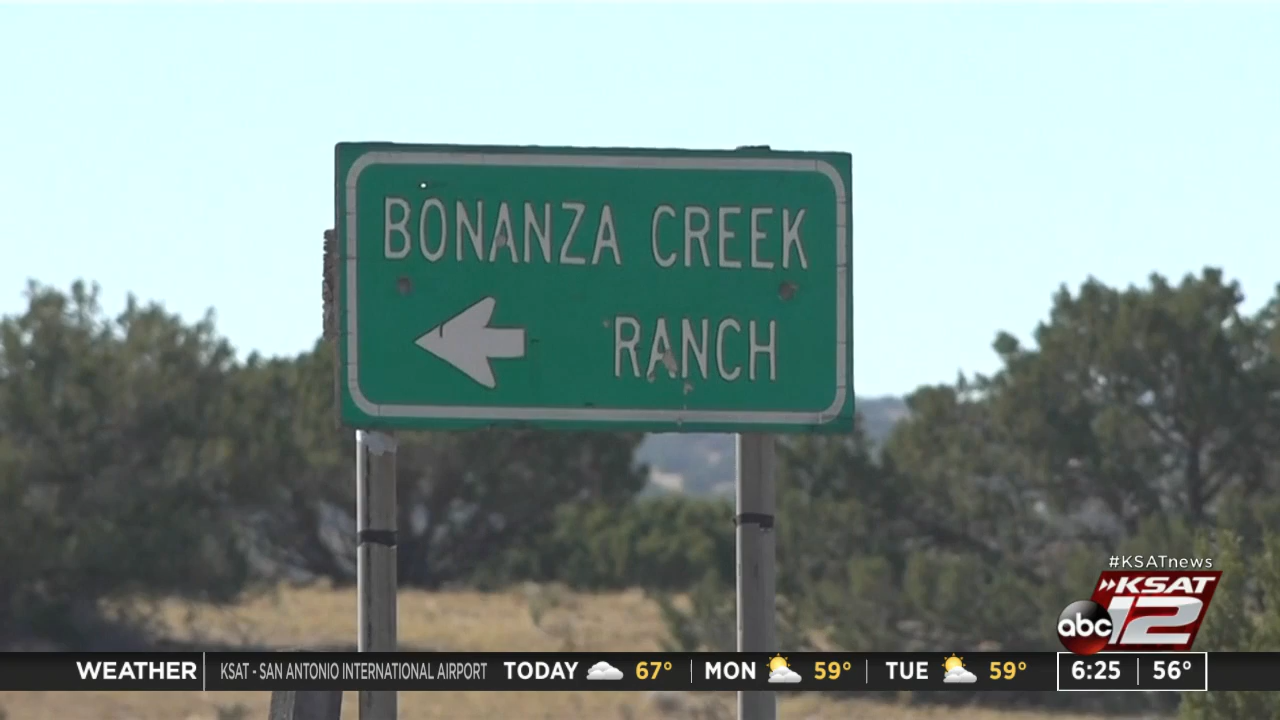 BONANZA CREEK
RANCH
#KSATnews
KSAT
abc 12
WEATHER KSAT - SAN ANTONIO INTERNATIONAL AIRPORT TODAY 67° MON 59° TUE 59° 6:25 56°